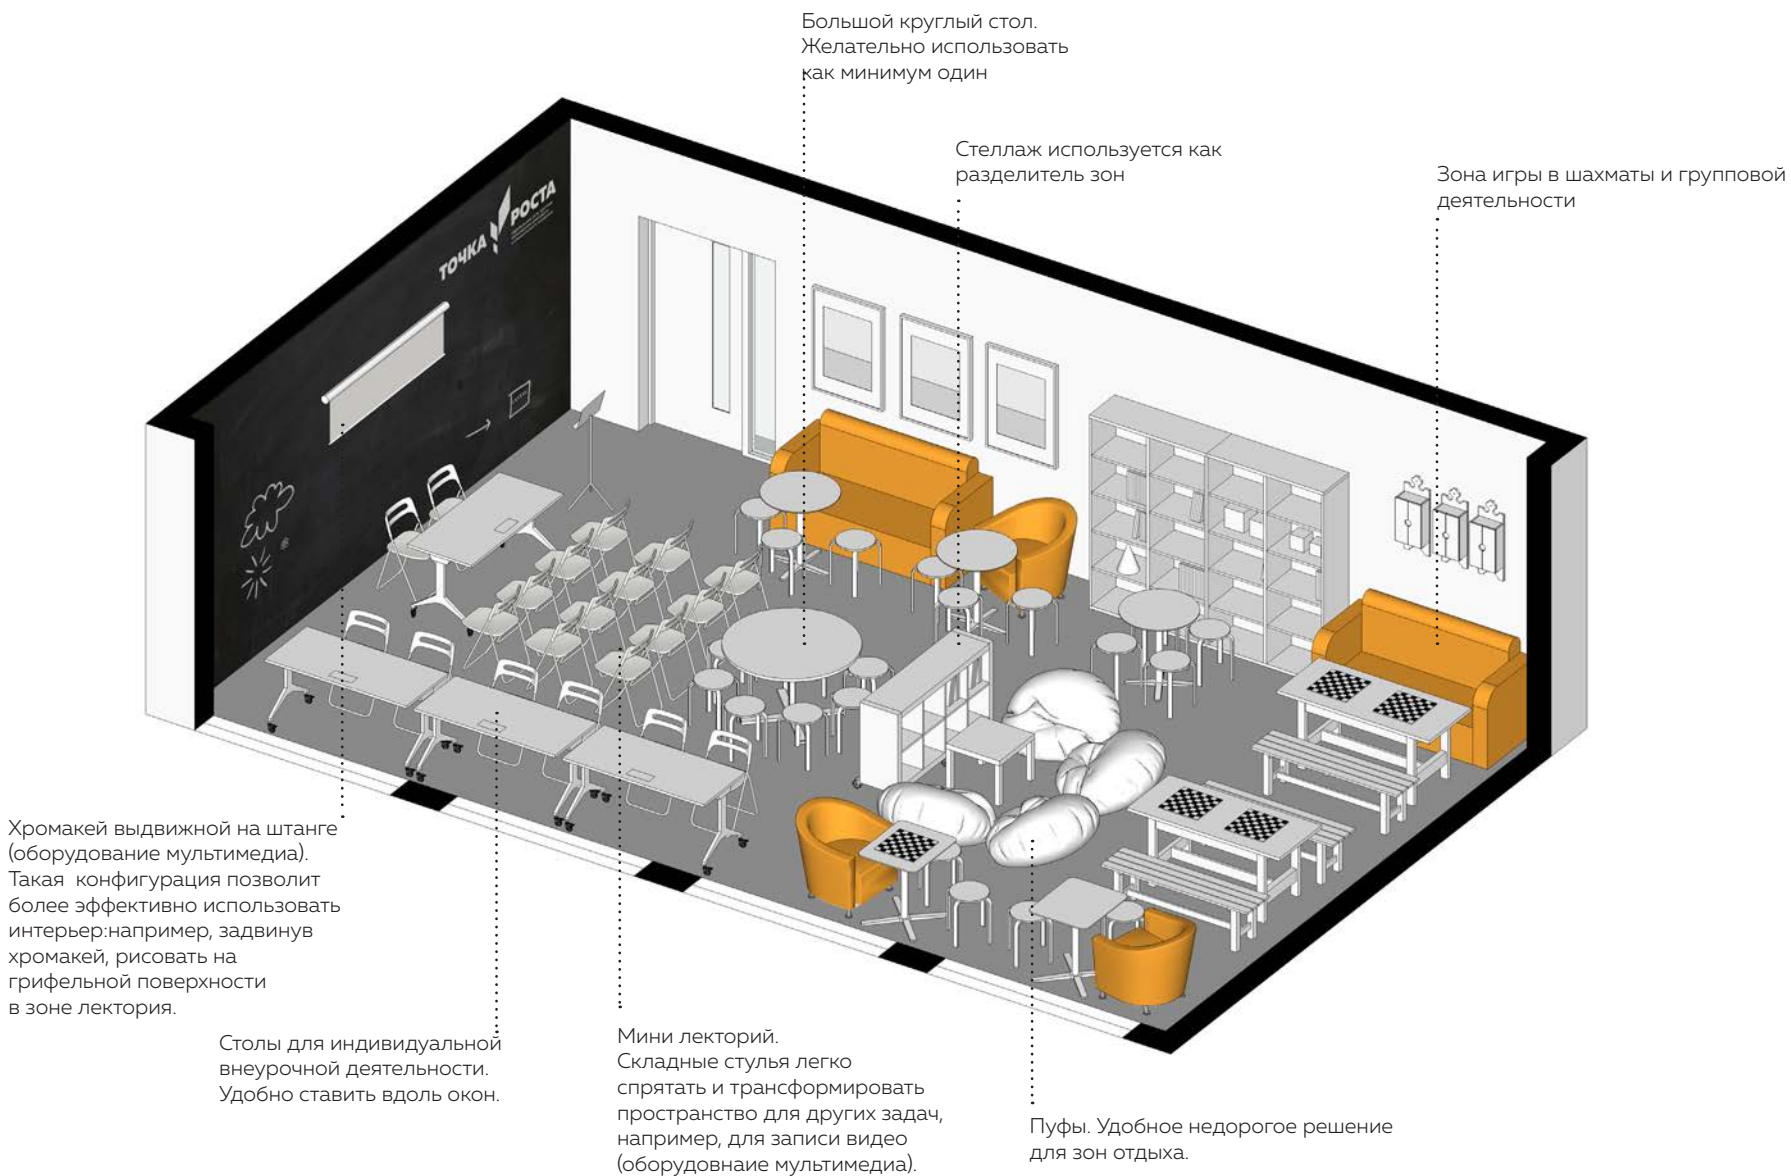 Большой круглый стол.
Желательно использовать
как минимум один
Стеллаж используется как
разделитель зон
Зона игры в шахматы и групповой
деятельности
ТОЧКА РОСТА
Хромакей выдвижной на штанге
(оборудование мультимедиа).
Такая конфигурация позволит
более эффективно использовать
интерьер:например, задвинув
хромакей, рисовать на
грифельной поверхности
в зоне лектория.
Столы для индивидуальной
внеурочной деятельности.
Удобно ставить вдоль окон.
Мини лекторий.
Складные стулья легко
спрятать и трансформировать
пространство для других задач,
например, для записи видео
(оборудовнаие мультимедиа).
Пуфы. Удобное недорогое решение
для зон отдыха.